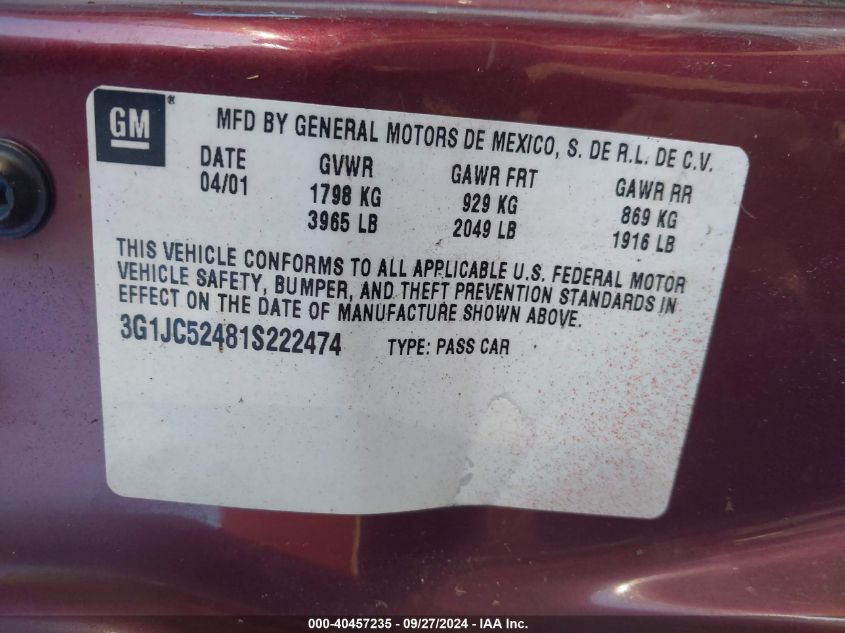 GM®
MFD BY GENERAL MOTORS DE MEXICO, S. DE R.L. DE C.V.
DATE GVWR GAWR FRT GAWR RR
04/01 1798 KG 929 KG 869 KG
3965 LB 2049 LB 1916 LB
THIS VEHICLE CONFORMS TO ALL APPLICABLE U.S. FEDERAL MOTOR
VEHICLE SAFETY, BUMPER, AND THEFT PREVENTION STANDARDS IN
EFFECT ON THE DATE OF MANUFACTURE SHOWN ABOVE.
3G1JC52481S222474 TYPE: PASS CAR
000-40457235 - 09/27/2024 - IAA Inc.